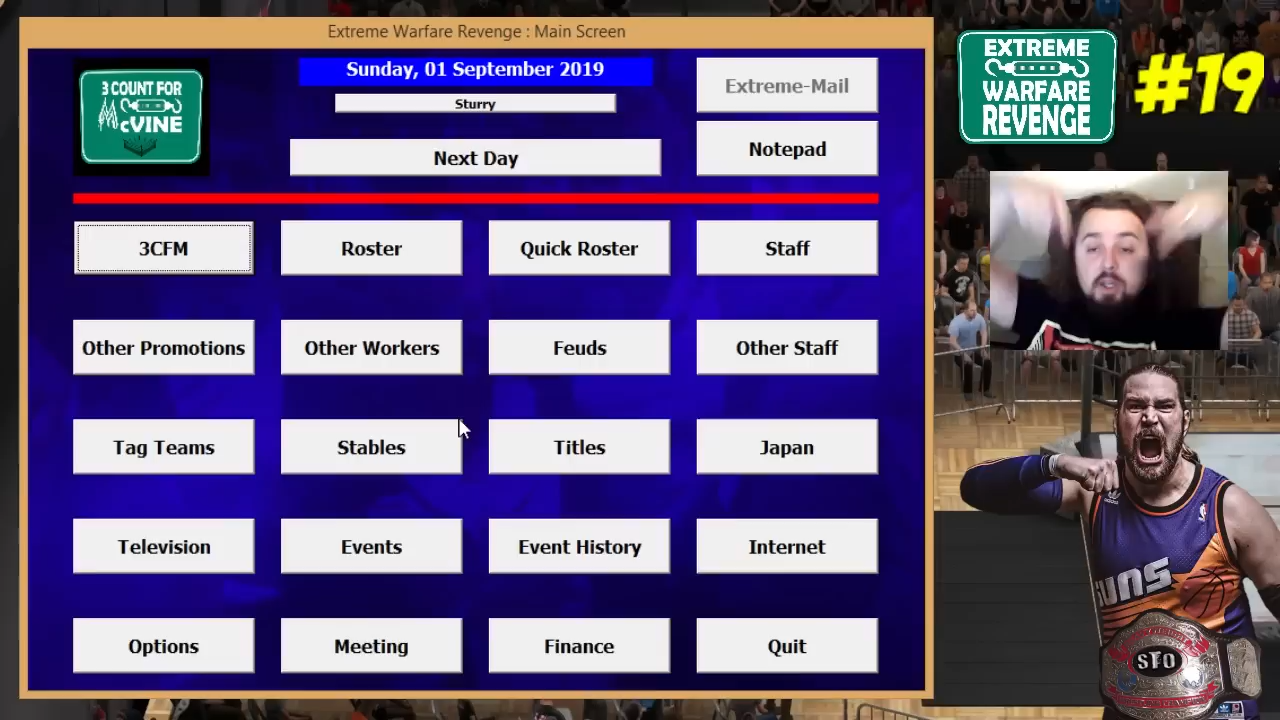 Extreme Warfare Revenge : Main Screen
3 COUNT FOR
McVINE
Sunday, 01 September 2019
Sturry
Next Day
Extreme-Mail
Notepad
3CFM
Roster
Quick Roster
Staff
Other Promotions
Other Workers
Feuds
Other Staff
Tag Teams
Stables
Titles
Japan
Television
Events
Event History
Internet
Options
Meeting
Finance
Quit
EXTREME
WARFARE
REVENGE
#19
SUNS
STO